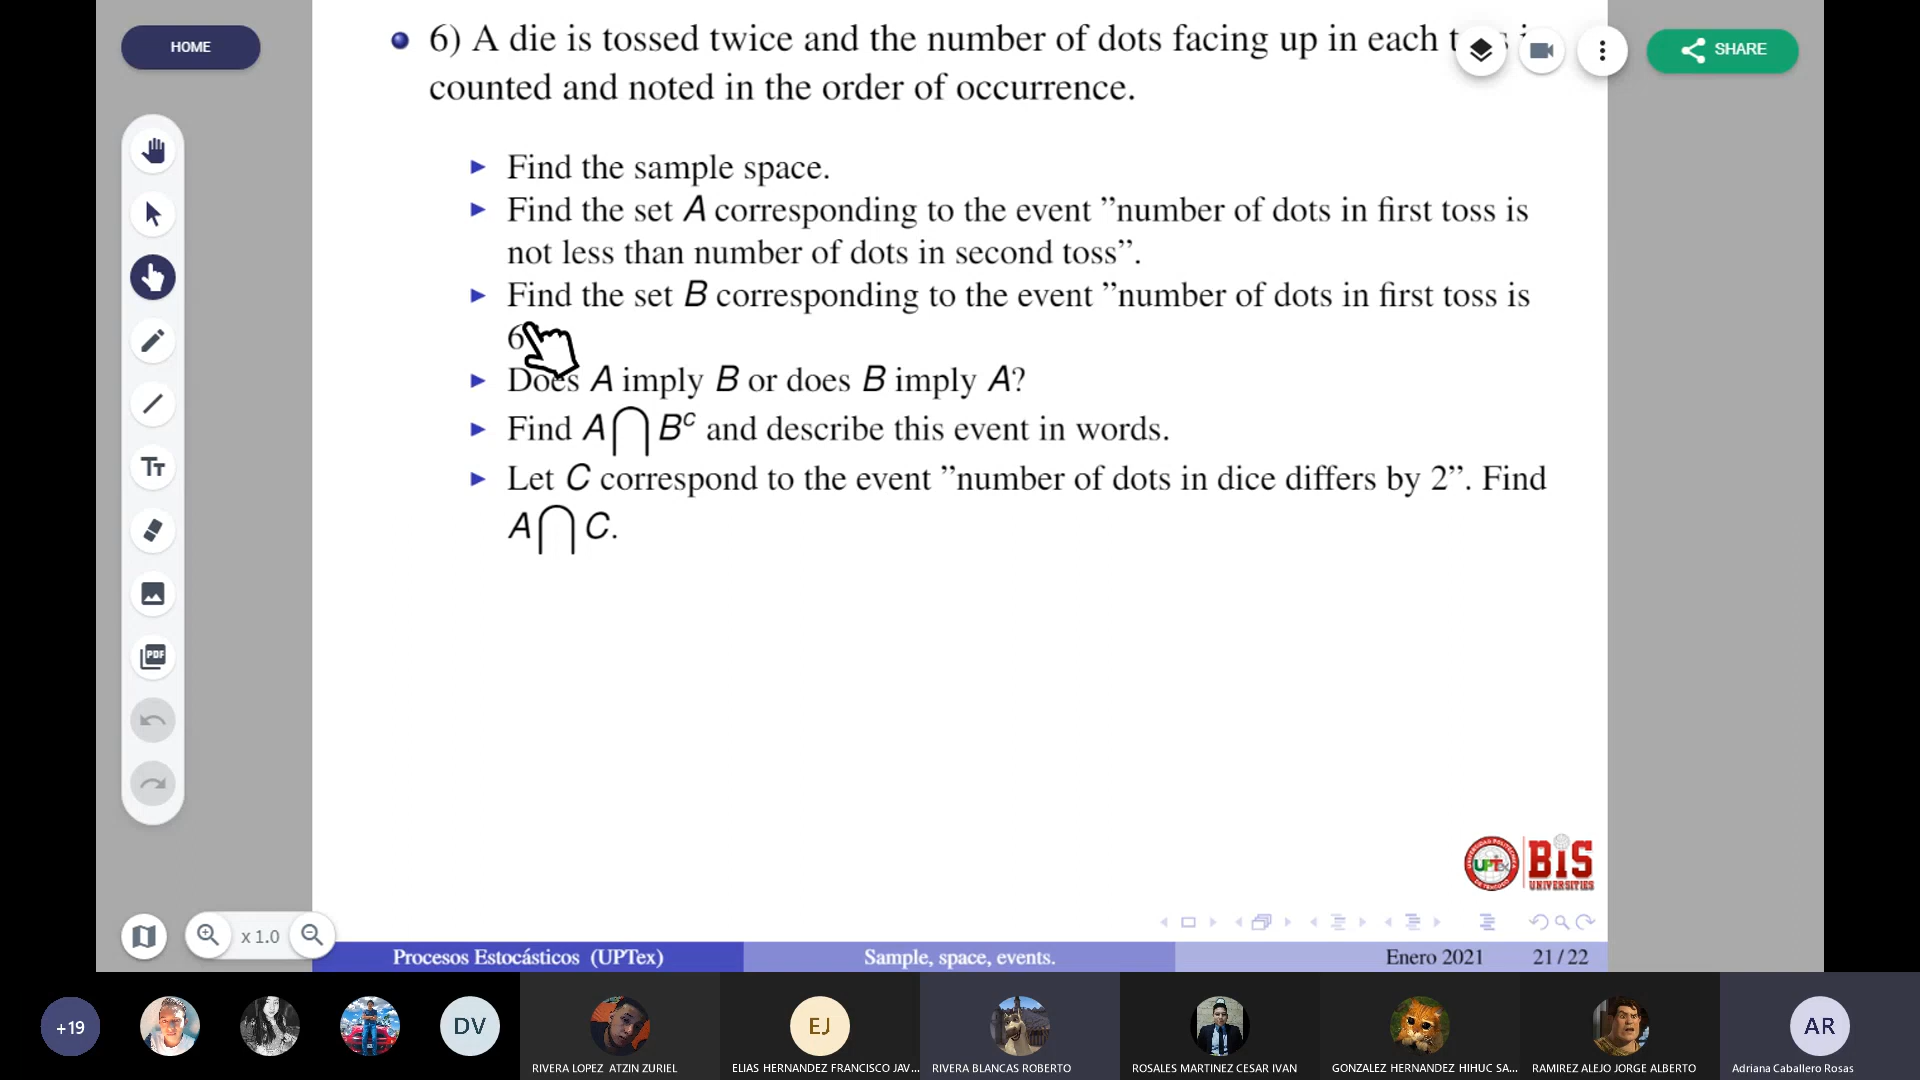 HOME
6) A die is tossed twice and the number of dots facing up in each
counted and noted in the order of occurrence.
SHARE
► Find the sample space.
► Find the set A corresponding to the event ”number of dots in first toss is
not less than number of dots in second toss”.
► Find the set B corresponding to the event ”number of dots in first toss is
6
► Does A imply B or does B imply A?
► Find A⋂Bᶜ and describe this event in words.
► Let C correspond to the event ”number of dots in dice differs by 2”. Find
A⋂C.
Tт
PDF
x 1.0
UPTex
BIS
UNIVERSITIES
Procesos Estocásticos (UPTex) Sample, space, events. Enero 2021 21 / 22
+19
DV
EJ
AR
RIVERA LOPEZ ATZIN ZURIEL
ELIAS HERNANDEZ FRANCISCO JAV...
RIVERA BLANCAS ROBERTO
ROSALES MARTINEZ CESAR IVAN
GONZALEZ HERNANDEZ HIHUC SA...
RAMIREZ ALEJO JORGE ALBERTO
Adriana Caballero Rosas